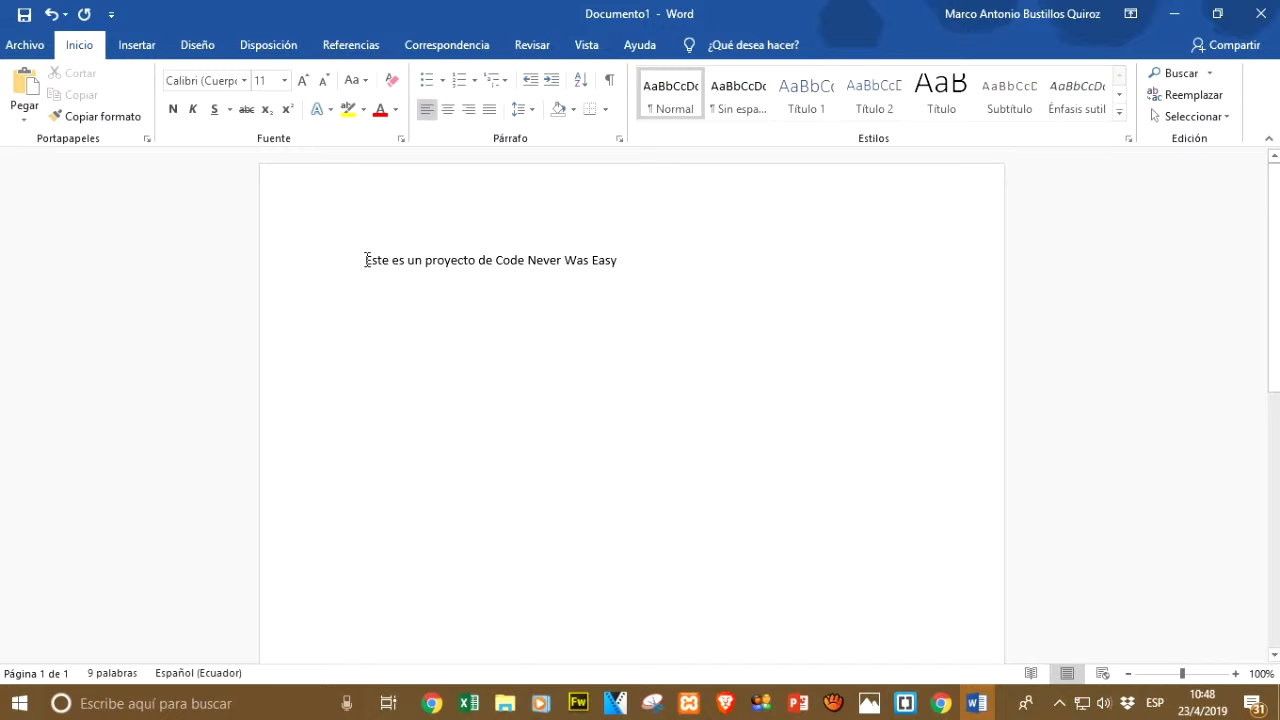 Documento1 - Word
Marco Antonio Bustillos Quiroz
Archivo Inicio Insertar Diseño Disposición Referencias Correspondencia Revisar Vista Ayuda ¿Qué desea hacer? Compartir
Pegar
Cortar
Copiar
Copiar formato
Portapapeles
Calibri (Cuerpo 11 Aa
N K S abc x₂ x² A A
Fuente
Párrafo
AaBbCcDc AaBbCcDc AaBbCc AaBbCcD AaB AaBbCcD AaBbCcDc
¶ Normal ¶ Sin espa... Título 1 Título 2 Título Subtítulo Énfasis sutil
Estilos
Buscar
Reemplazar
Seleccionar
Edición
Este es un proyecto de Code Never Was Easy
Página 1 de 1 9 palabras Español (Ecuador) 100%
Escribe aquí para buscar
Fw
ESP
10:48
23/4/2019
31